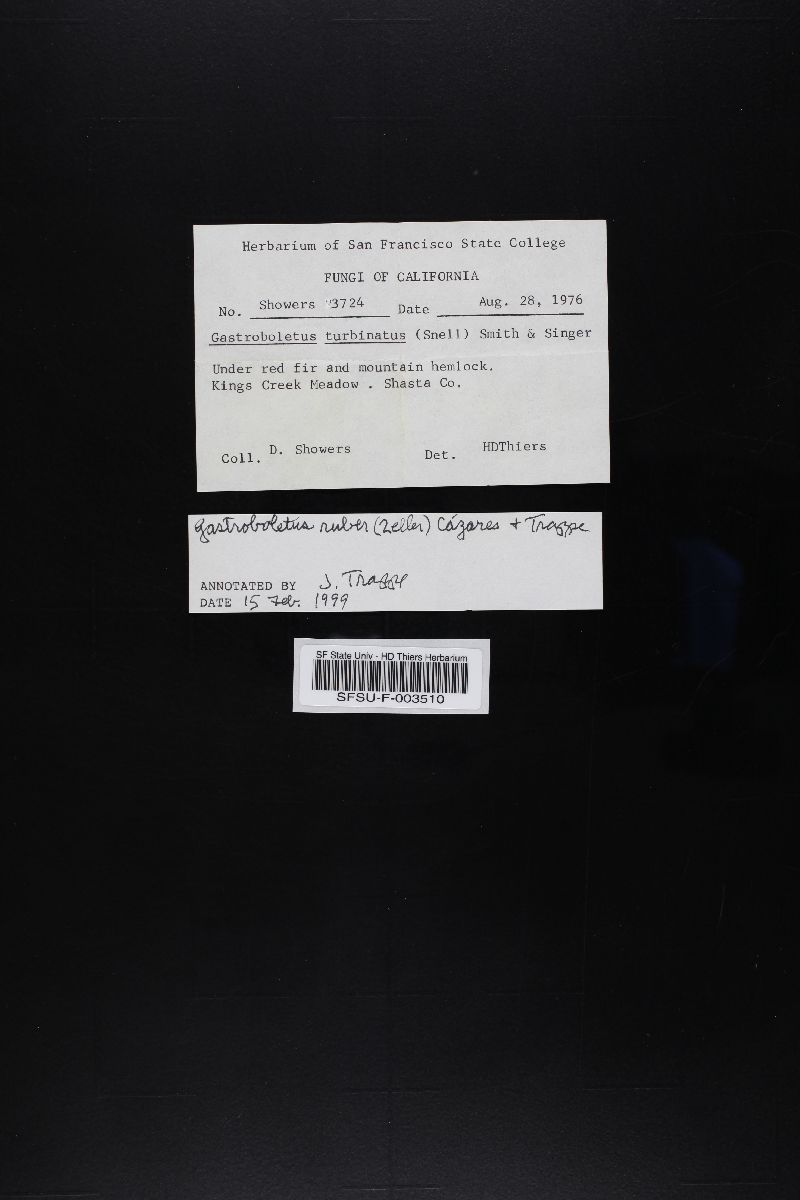 Herbarium of San Francisco State College
FUNGI OF CALIFORNIA
No. Showers "3724 Date Aug. 28, 1976
Gastroboletus turbinatus (Snell) Smith & Singer
Under red fir and mountain hemlock.
Kings Creek Meadow . Shasta Co.
Coll. D. Showers Det. HDThiers
Gastroboletus ruber (Zeller) Cázares + Trappe
ANNOTATED BY J. Trappe
DATE 15 Feb. 1999
SF State Univ - HD Thiers Herbarium
SFSU-F-003510